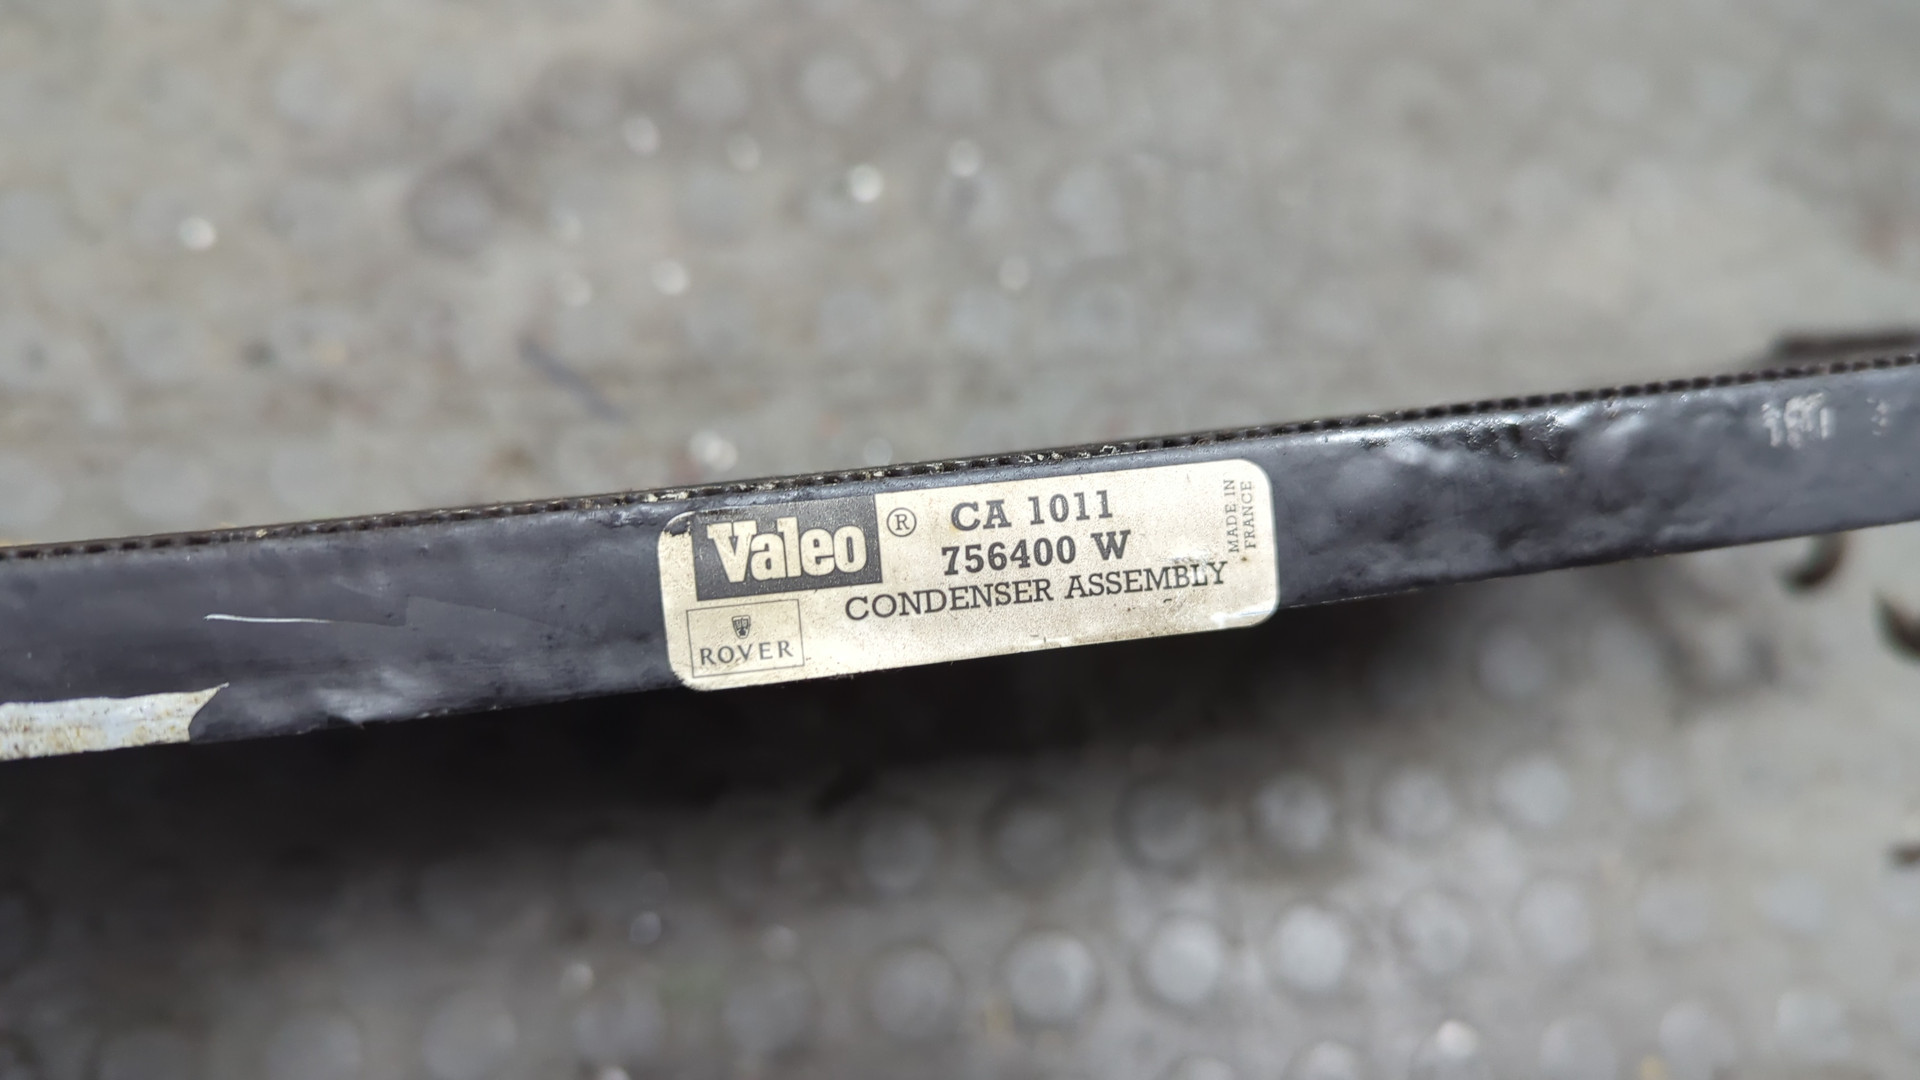 Valeo ®
CA 1011
756400 W
CONDENSER ASSEMBLY
MADE IN
FRANCE
ROVER